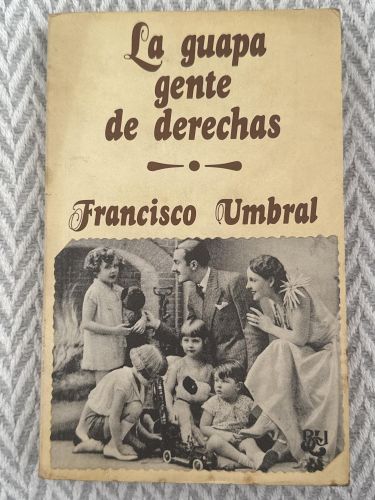 La guapa
gente
de derechas
Francisco Umbral